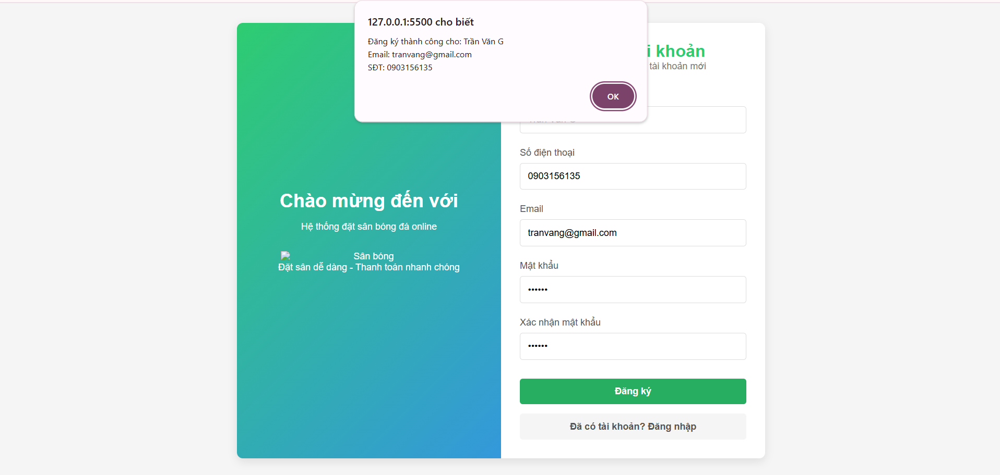 127.0.0.1:5500 cho biết
Đăng ký thành công cho: Trần Văn G
Email: tranvang@gmail.com
SĐT: 0903156135
OK
khoản
tài khoản mới
Số điện thoại
0903156135
Email
tranvang@gmail.com
Mật khẩu
••••••
Xác nhận mật khẩu
••••••
Đăng ký
Đã có tài khoản? Đăng nhập
Chào mừng đến với
Hệ thống đặt sân bóng đá online
Sân bóng
Đặt sân dễ dàng - Thanh toán nhanh chóng